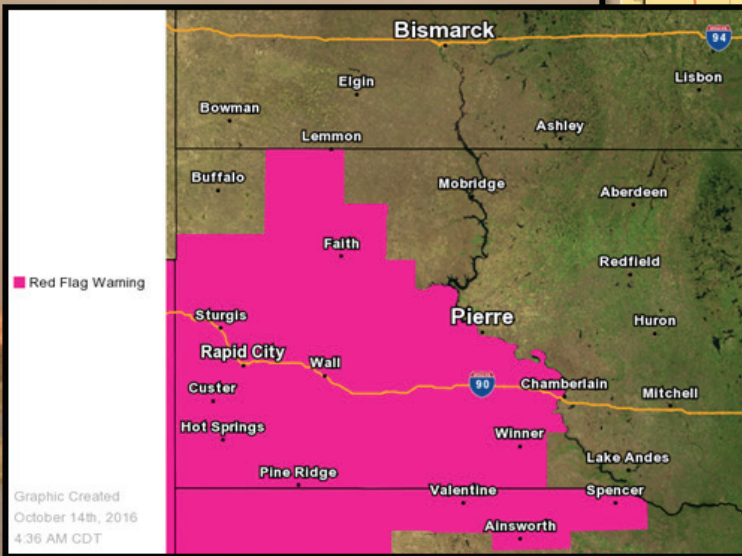 Bismarck
INTERSTATE
94
Elgin
Lisbon
Bowman
Ashley
Lemmon
Buffalo
Mobridge
Aberdeen
Faith
Redfield
Red Flag Warning
Sturgis
Pierre
Huron
Rapid City
Wall
90
Chamberlain
Custer
Mitchell
Hot Springs
Winner
Lake Andes
Pine Ridge
Valentine
Spencer
Graphic Created
October 14th, 2016
4:36 AM CDT
Ainsworth